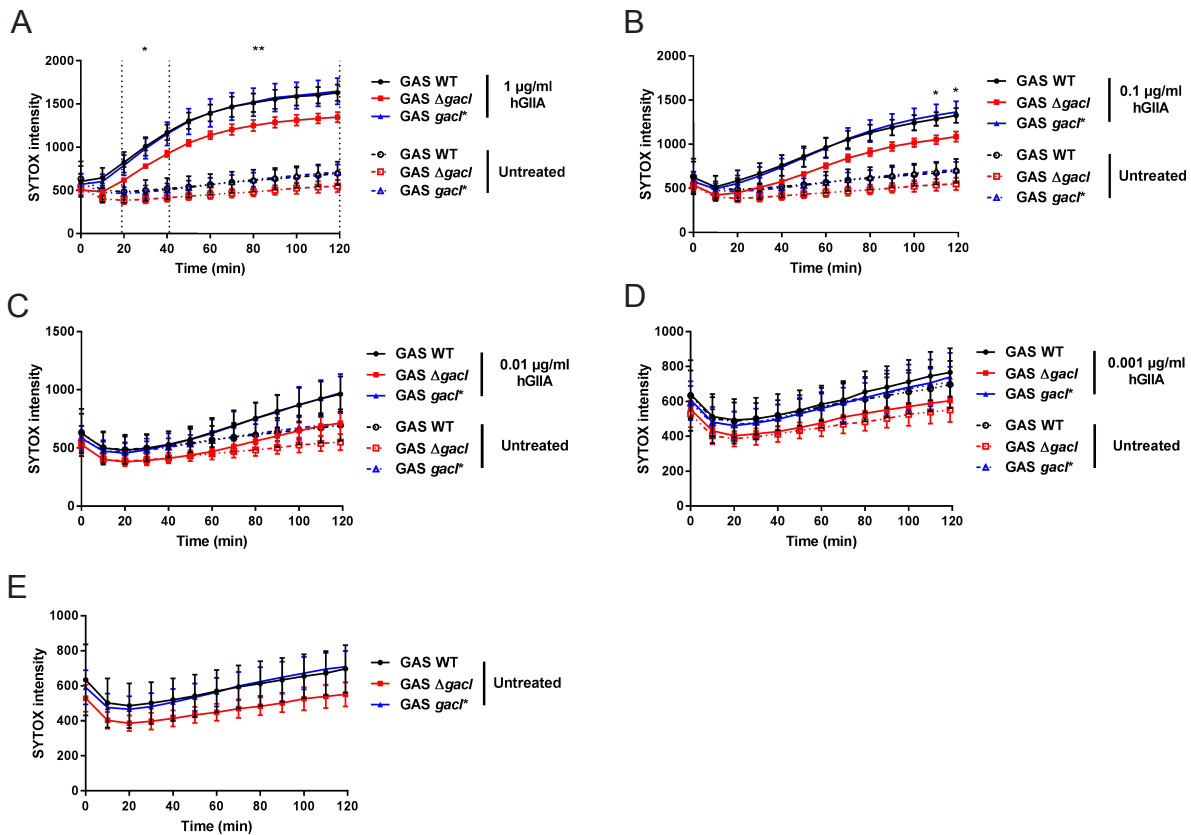 A
* **
2000
1500
1000
500
0
0 20 40 60 80 100 120
SYTOX intensity
Time (min)
GAS WT
GAS Δgacl
GAS gacl*
1 µg/ml
hGIIA
GAS WT
GAS Δgacl
GAS gacl*
Untreated
B
* *
2000
1500
1000
500
0
0 20 40 60 80 100 120
SYTOX intensity
Time (min)
GAS WT
GAS Δgacl
GAS gacl*
0.1 µg/ml
hGIIA
GAS WT
GAS Δgacl
GAS gacl*
Untreated
C
1500
1000
500
0
0 20 40 60 80 100 120
SYTOX intensity
Time (min)
GAS WT
GAS Δgacl
GAS gacl*
0.01 µg/ml
hGIIA
GAS WT
GAS Δgacl
GAS gacl*
Untreated
D
1000
800
600
400
200
0
0 20 40 60 80 100 120
SYTOX intensity
Time (min)
GAS WT
GAS Δgacl
GAS gacl*
0.001 µg/ml
hGIIA
GAS WT
GAS Δgacl
GAS gacl*
Untreated
E
1000
800
600
400
200
0
0 20 40 60 80 100 120
SYTOX intensity
Time (min)
GAS WT
GAS Δgacl
GAS gacl*
Untreated